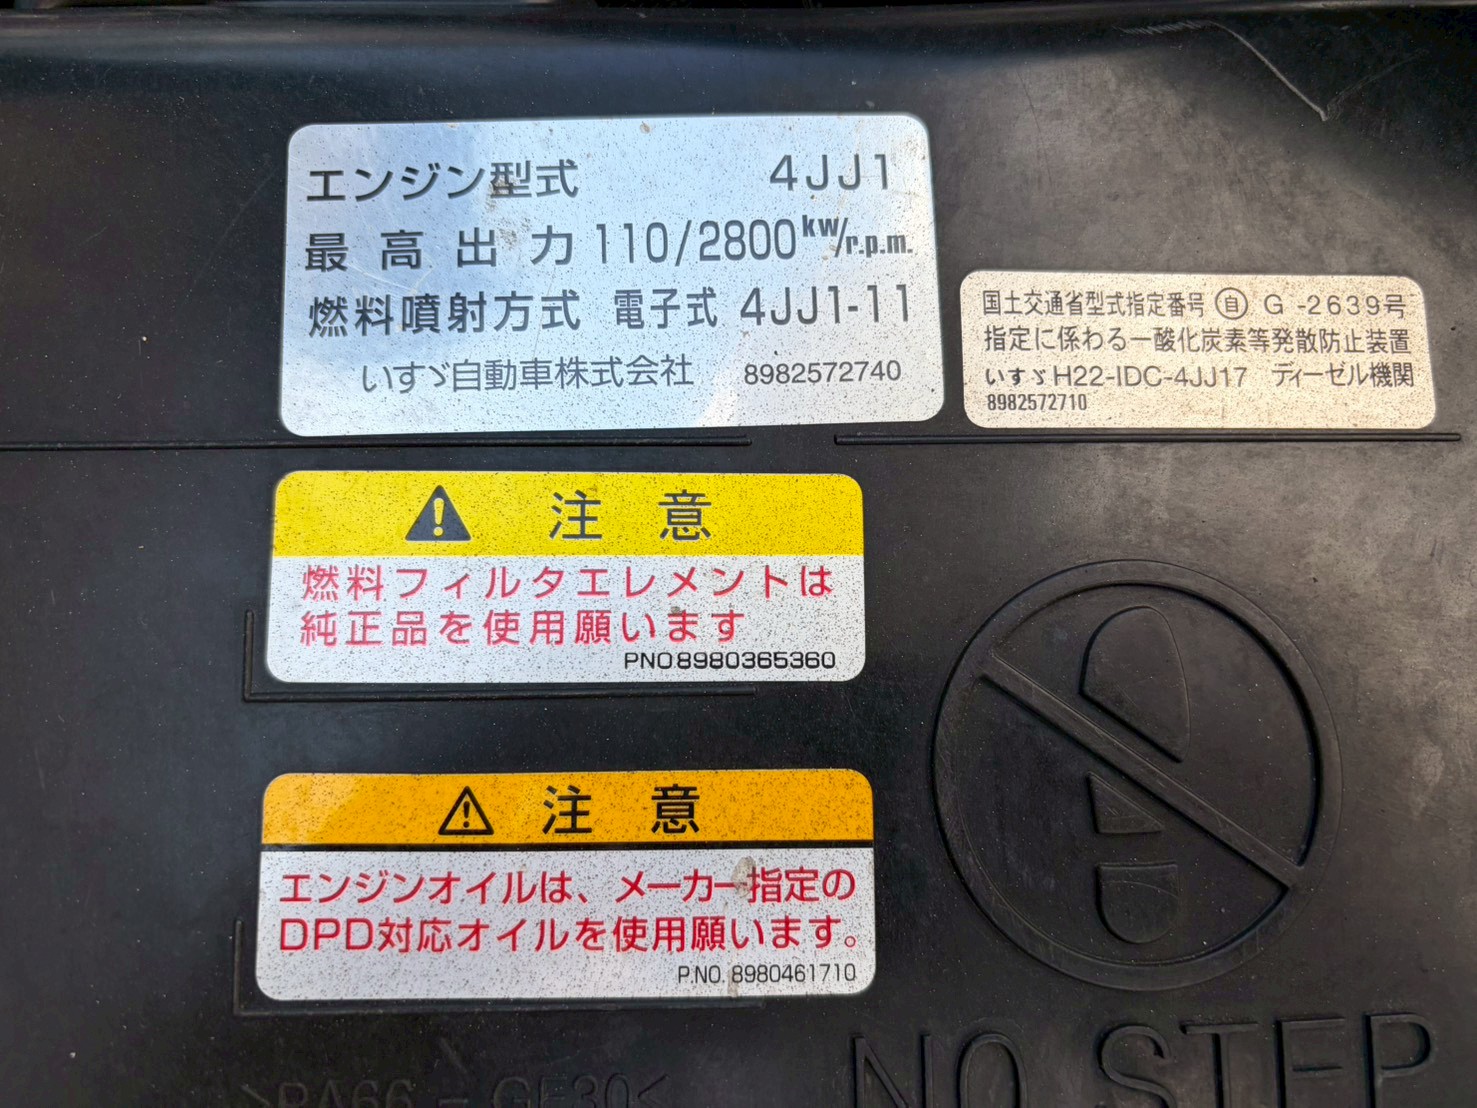 エンジン型式 4JJ1
最高出力 110/2800kw/r.p.m.
燃料噴射方式 電子式 4JJ1-11
いすゞ自動車株式会社 8982572740
国土交通省型式指定番号 自 G -2639号
指定に係わる一酸化炭素等発散防止装置
いすゞH22-IDC-4JJ17 ディーゼル機関
8982572710
注意
燃料フィルタエレメントは
純正品を使用願います
PNO8980365360
注意
エンジンオイルは、メーカー指定の
DPD対応オイルを使用願います。
P.NO. 8980461710
NO STEP
>PA66-GF30<